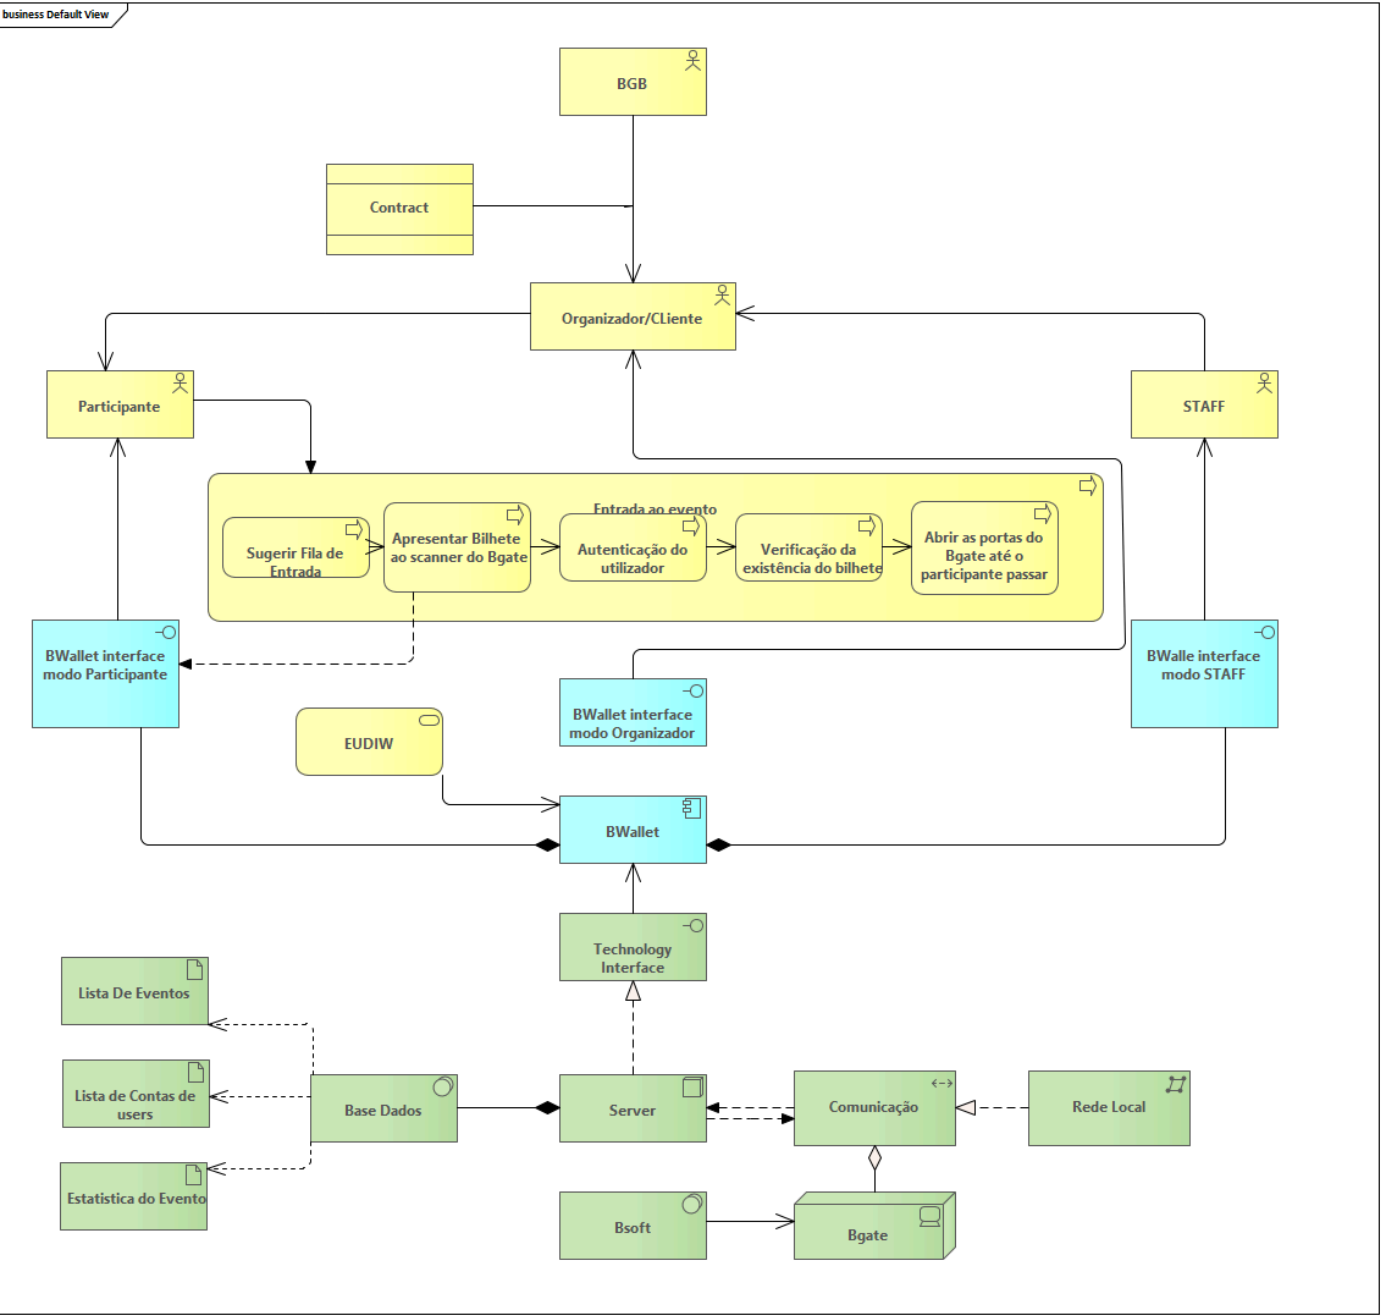 business Default View
BGB
Contract
Organizador/CLiente
Participante
STAFF
Entrada ao evento
Sugerir Fila de
Entrada
Apresentar Bilhete
ao scanner do Bgate
Autenticação do
utilizador
Verificação da
existência do bilhete
Abrir as portas do
Bgate até o
participante passar
BWallet interface
modo Participante
BWalle interface
modo STAFF
BWallet interface
modo Organizador
EUDIW
BWallet
Technology
Interface
Lista De Eventos
Lista de Contas de
users
Estatistica do Evento
Base Dados
Server
Comunicação
Rede Local
Bsoft
Bgate